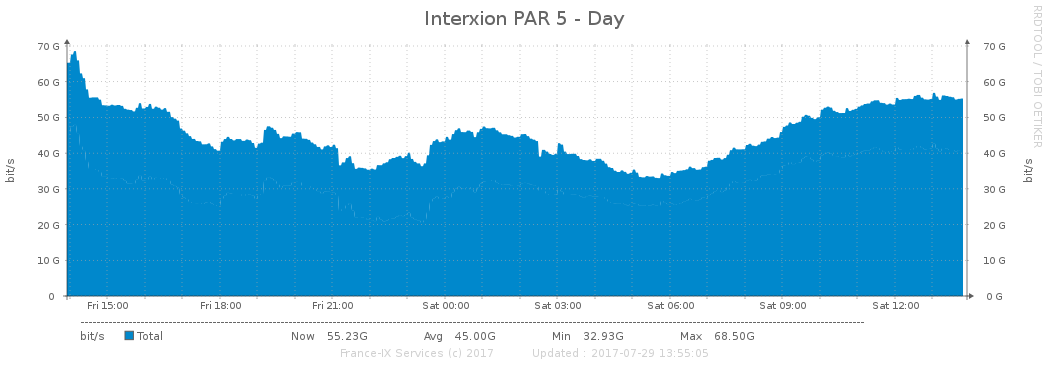 Interxion PAR 5 - Day
RRDTOOL / TOBI OETIKER
bit/s
70 G
60 G
50 G
40 G
30 G
20 G
10 G
0
70 G
60 G
50 G
40 G
30 G
20 G
10 G
0 G
bit/s
Fri 15:00 Fri 18:00 Fri 21:00 Sat 00:00 Sat 03:00 Sat 06:00 Sat 09:00 Sat 12:00
bit/s Total Now 55.23G Avg 45.00G Min 32.93G Max 68.50G
France-IX Services (c) 2017 Updated : 2017-07-29 13:55:05